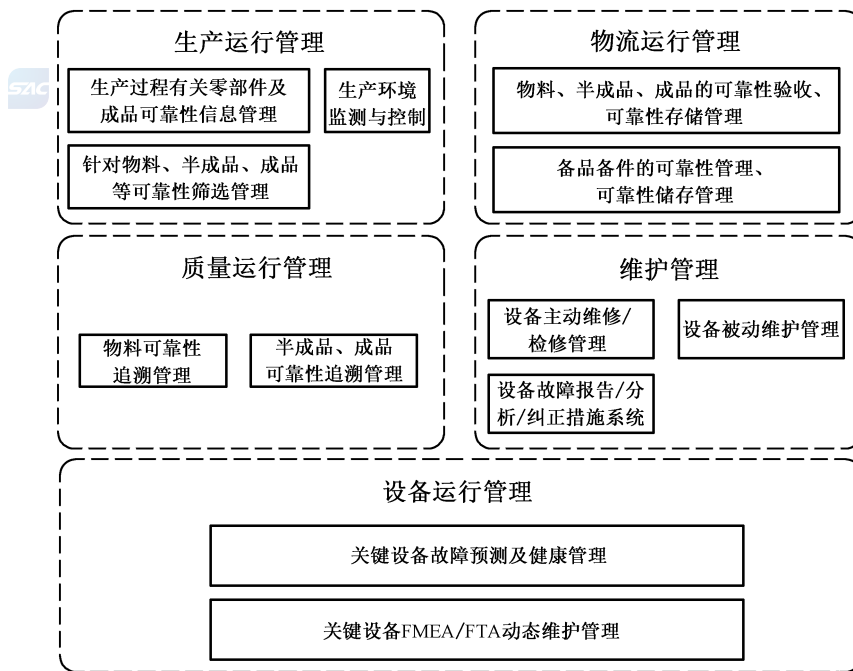 生产运行管理
生产过程有关零部件及
成品可靠性信息管理
生产环境
监测与控制
针对物料、半成品、成品
等可靠性筛选管理
物流运行管理
物料、半成品、成品的可靠性验收、
可靠性存储管理
备品备件的可靠性管理、
可靠性储存管理
质量运行管理
物料可靠性
追溯管理
半成品、成品
可靠性追溯管理
维护管理
设备主动维修/
检修管理
设备被动维护管理
设备故障报告/分
析/纠正措施系统
设备运行管理
关键设备故障预测及健康管理
关键设备FMEA/FTA动态维护管理
SAC